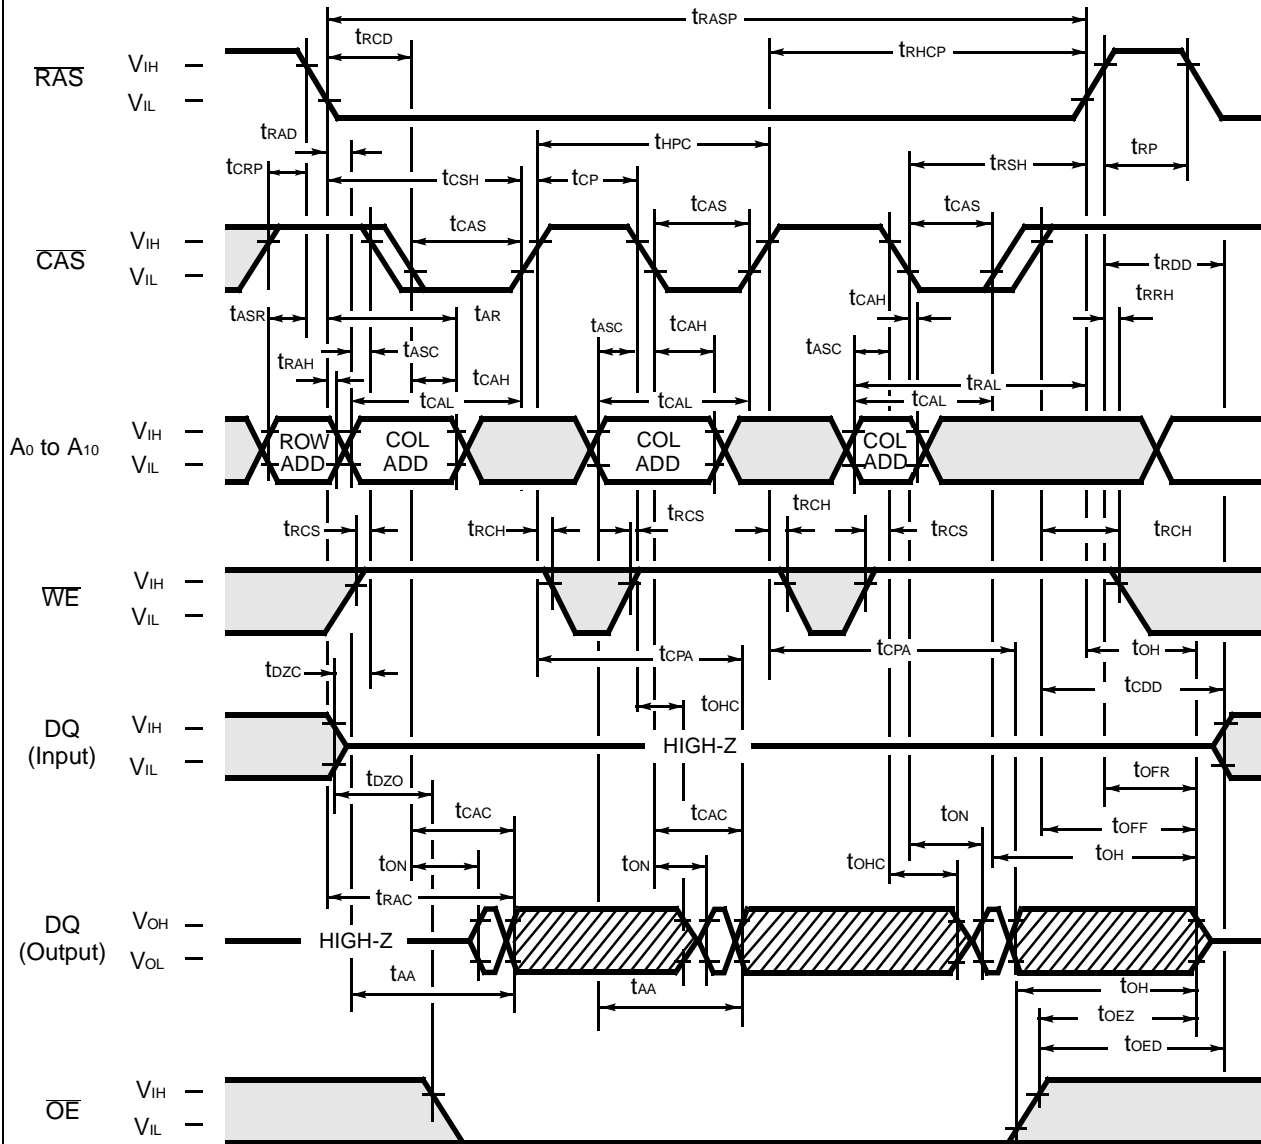 tRASP
tRCD
tRHCP
RAS
VIH
VIL
tRAD
tHPC
tCRP
tCSH
tCP
tRSH
tRP
tCAS
tCAS
tCAS
CAS
VIH
VIL
tRDD
tRRH
tCAH
tASR
tAR
tASC
tCAH
tASC
tRAH
tASC
tCAH
tRAL
tCAL
tCAL
tCAL
A0 to A10
VIH
VIL
ROW ADD
COL ADD
COL ADD
COL ADD
tRCS
tRCH
tRCS
tRCH
tRCS
tRCH
WE
VIH
VIL
tCPA
tCPA
tOH
tDZC
tCDD
tOHC
DQ
(Input)
VIH
VIL
HIGH-Z
tDZO
tOFR
tCAC
tCAC
tON
tOFF
tON
tON
tOHC
tOH
tRAC
DQ
(Output)
VOH
VOL
HIGH-Z
tAA
tAA
tOH
tOEZ
tOED
OE
VIH
VIL